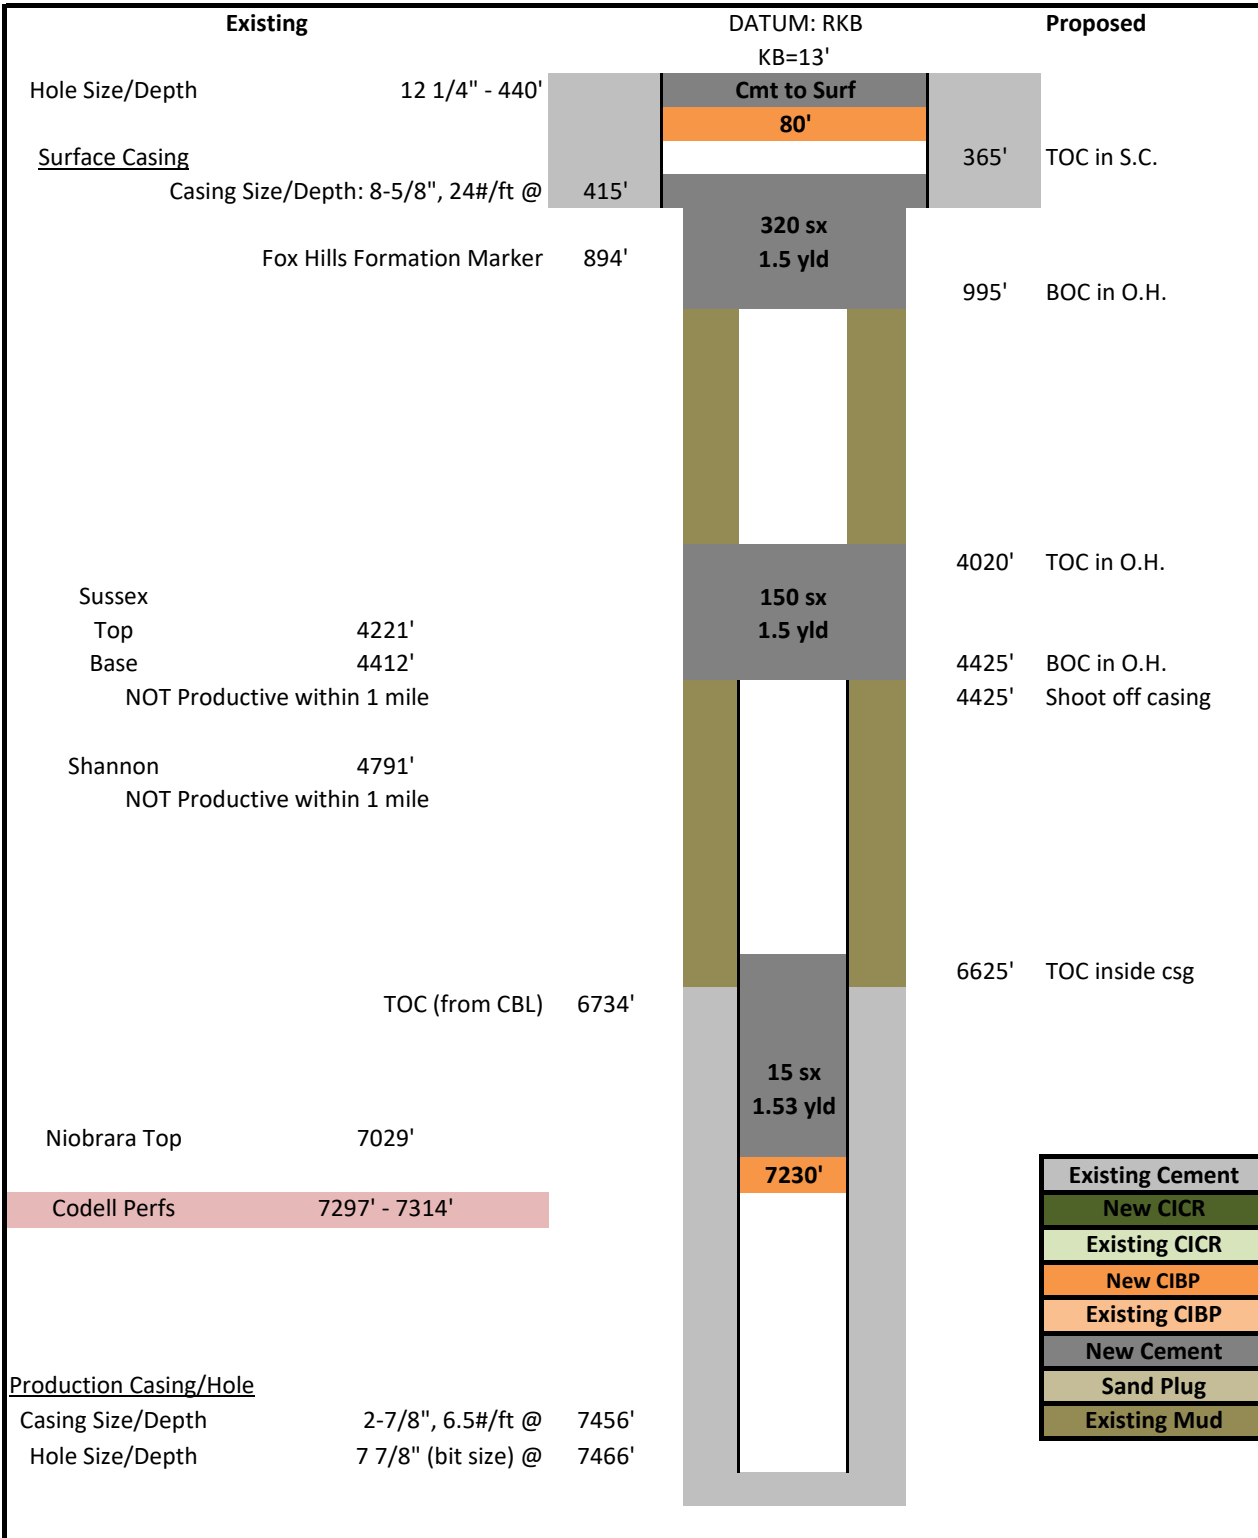 Existing DATUM: RKB Proposed
KB=13'
Hole Size/Depth 12 1/4" - 440' Cmt to Surf
80'
Surface Casing 365' TOC in S.C.
Casing Size/Depth: 8-5/8", 24#/ft @ 415'
320 sx
Fox Hills Formation Marker 894' 1.5 yld
995' BOC in O.H.
4020' TOC in O.H.
Sussex 150 sx
Top 4221' 1.5 yld
Base 4412' 4425' BOC in O.H.
NOT Productive within 1 mile 4425' Shoot off casing
Shannon 4791'
NOT Productive within 1 mile
6625' TOC inside csg
TOC (from CBL) 6734'
15 sx
1.53 yld
Niobrara Top 7029'
7230' Existing Cement
Codell Perfs 7297' - 7314' New CICR
Existing CICR
New CIBP
Existing CIBP
New Cement
Production Casing/Hole Sand Plug
Casing Size/Depth 2-7/8", 6.5#/ft @ 7456' Existing Mud
Hole Size/Depth 7 7/8" (bit size) @ 7466'